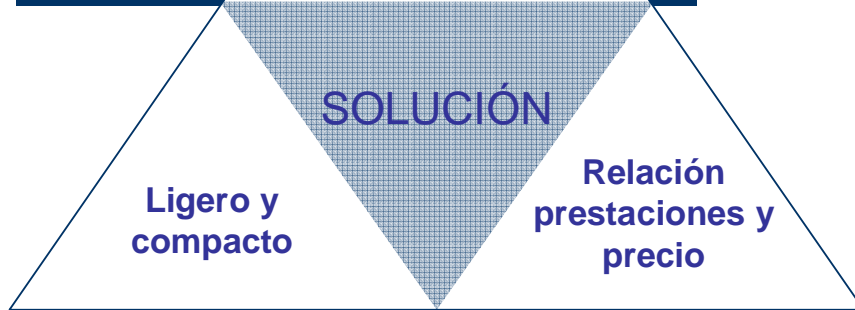 SOLUCIÓN
Ligero y
compacto
Relación
prestaciones y
precio